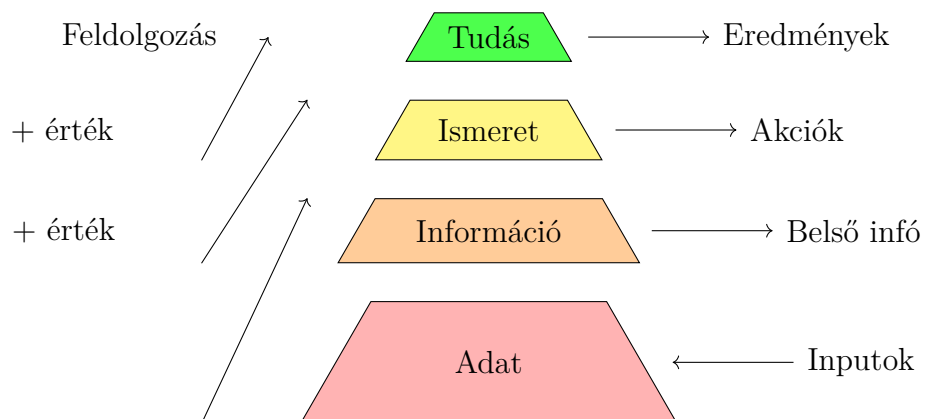 Feldolgozás
Tudás
Eredmények
+ érték
Ismeret
Akciók
+ érték
Információ
Belső infó
Adat
Inputok